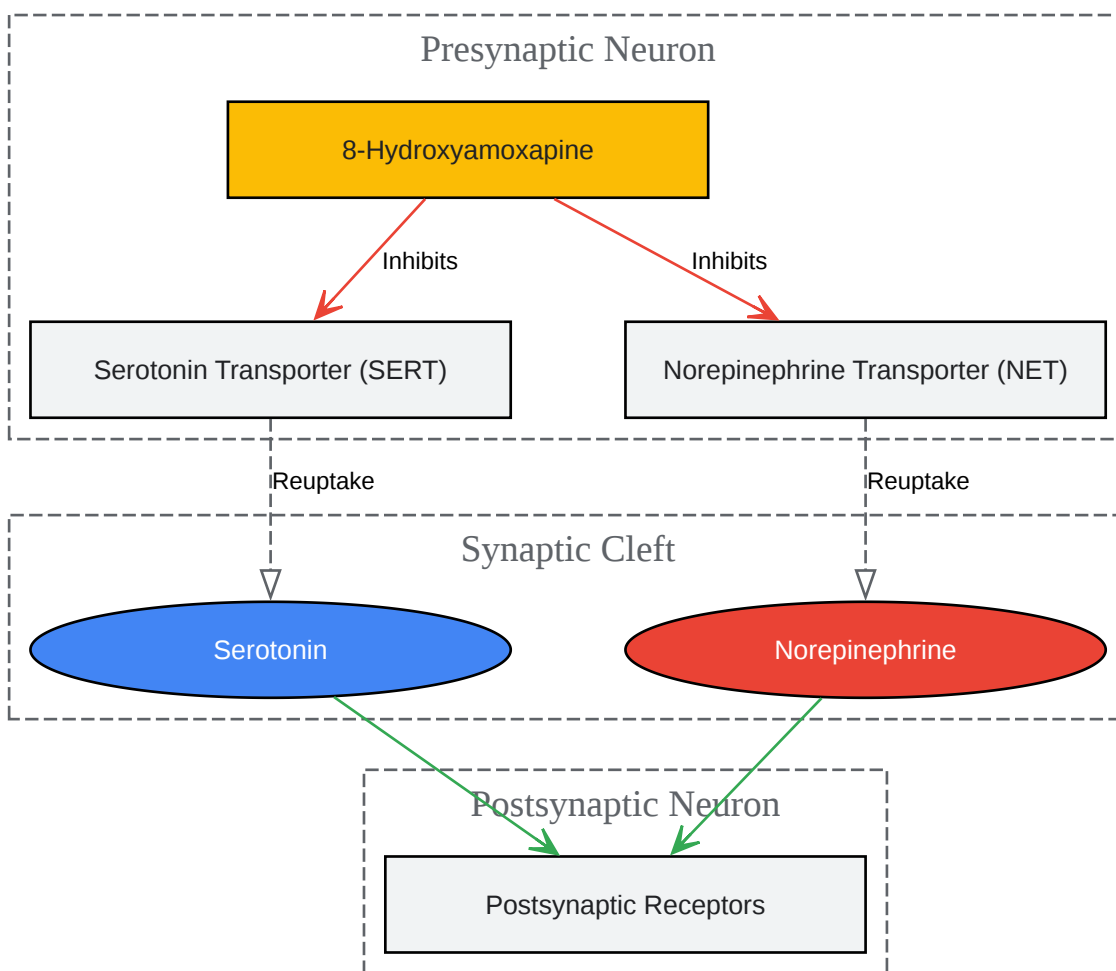 Presynaptic Neuron
8-Hydroxyamoxapine
Inhibits
Inhibits
Serotonin Transporter (SERT)
Norepinephrine Transporter (NET)
Reuptake
Reuptake
Synaptic Cleft
Serotonin
Norepinephrine
Postsynaptic Neuron
Postsynaptic Receptors